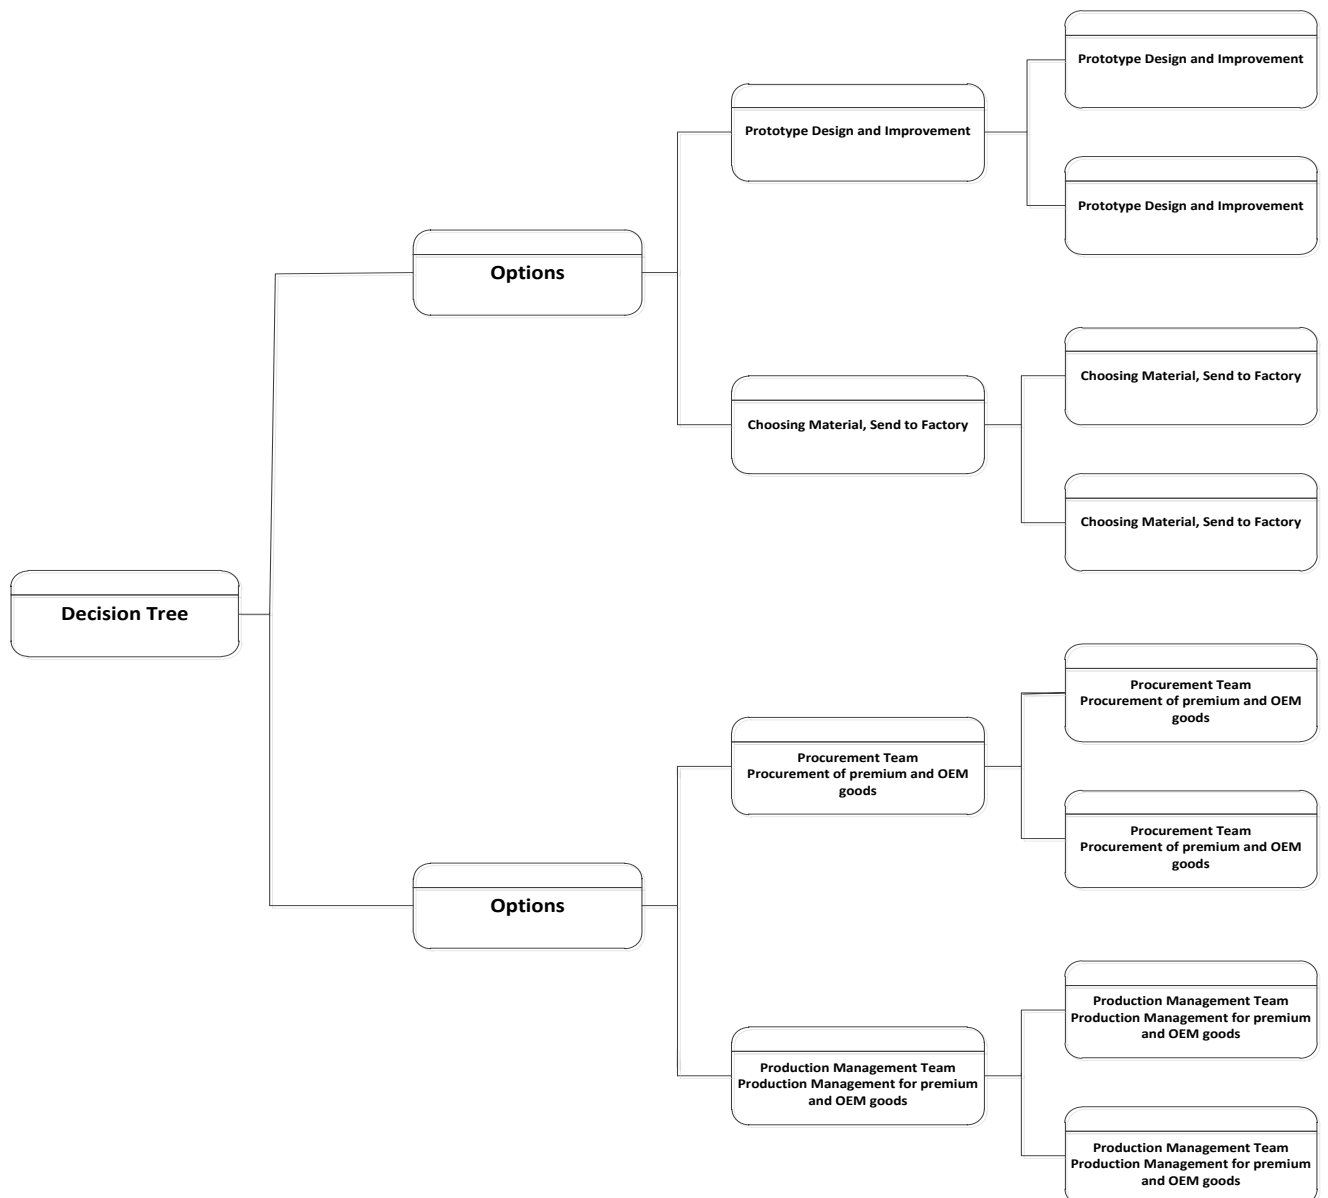 Prototype Design and Improvement
Prototype Design and Improvement
Prototype Design and Improvement
Options
Choosing Material, Send to Factory
Choosing Material, Send to Factory
Choosing Material, Send to Factory
Decision Tree
Procurement Team
Procurement of premium and OEM
goods
Procurement Team
Procurement of premium and OEM
goods
Procurement Team
Procurement of premium and OEM
goods
Options
Production Management Team
Production Management for premium
and OEM goods
Production Management Team
Production Management for premium
and OEM goods
Production Management Team
Production Management for premium
and OEM goods